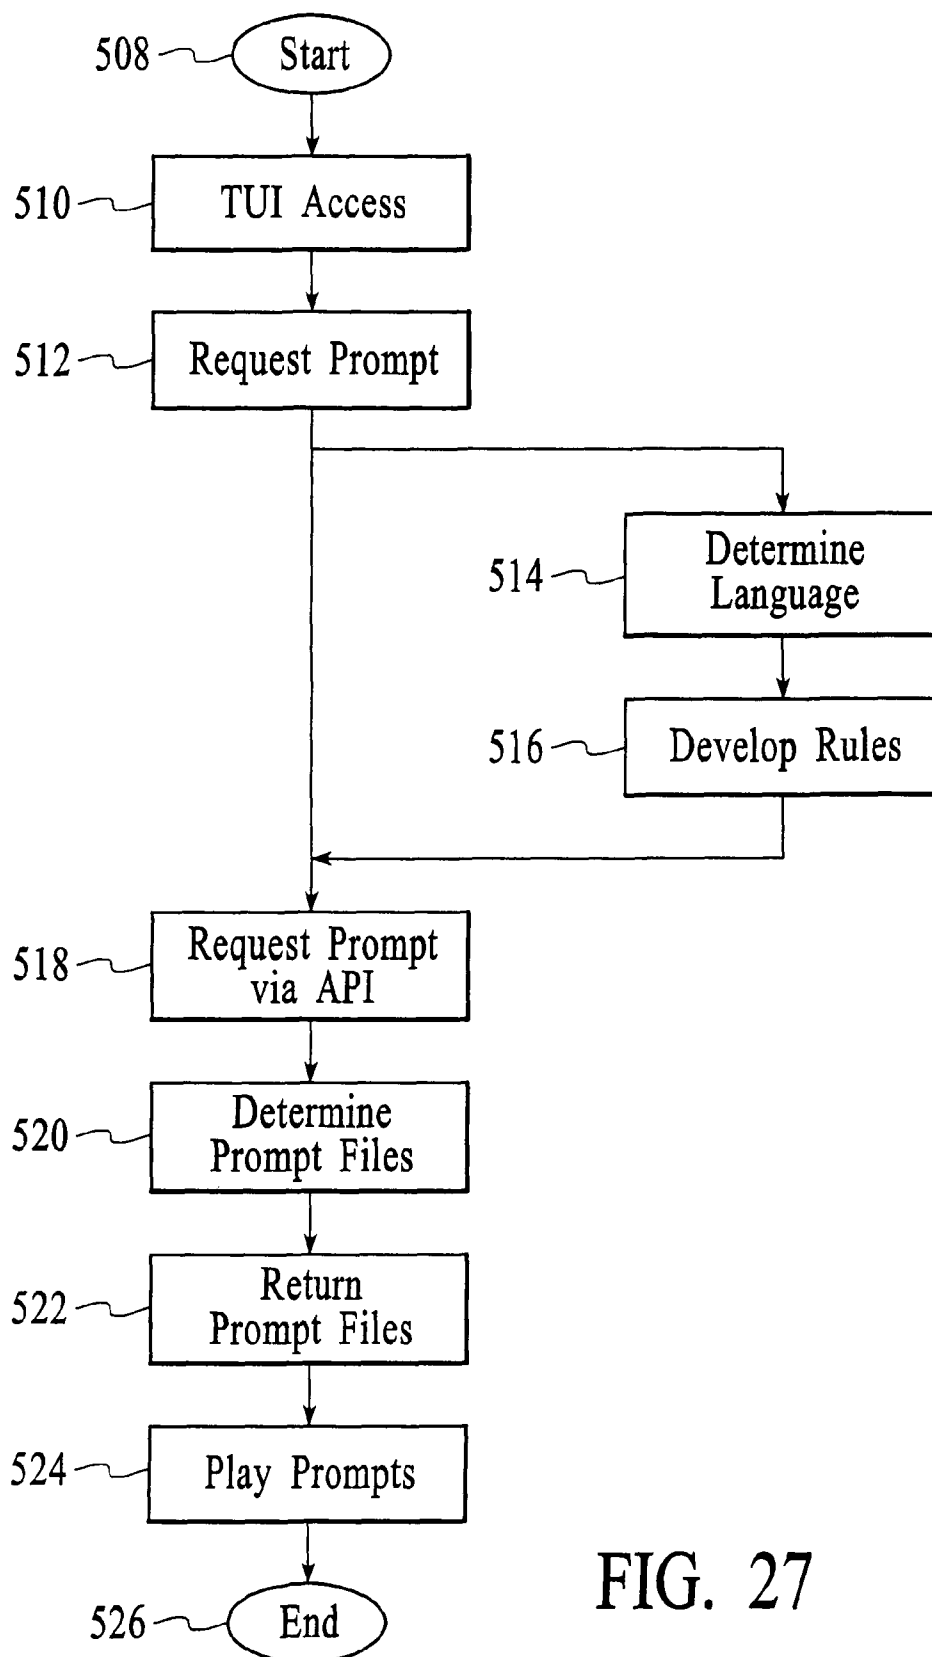 508 Start
510 TUI Access
512 Request Prompt
514 Determine
Language
516 Develop Rules
518 Request Prompt
via API
520 Determine
Prompt Files
522 Return
Prompt Files
524 Play Prompts
526 End
FIG. 27